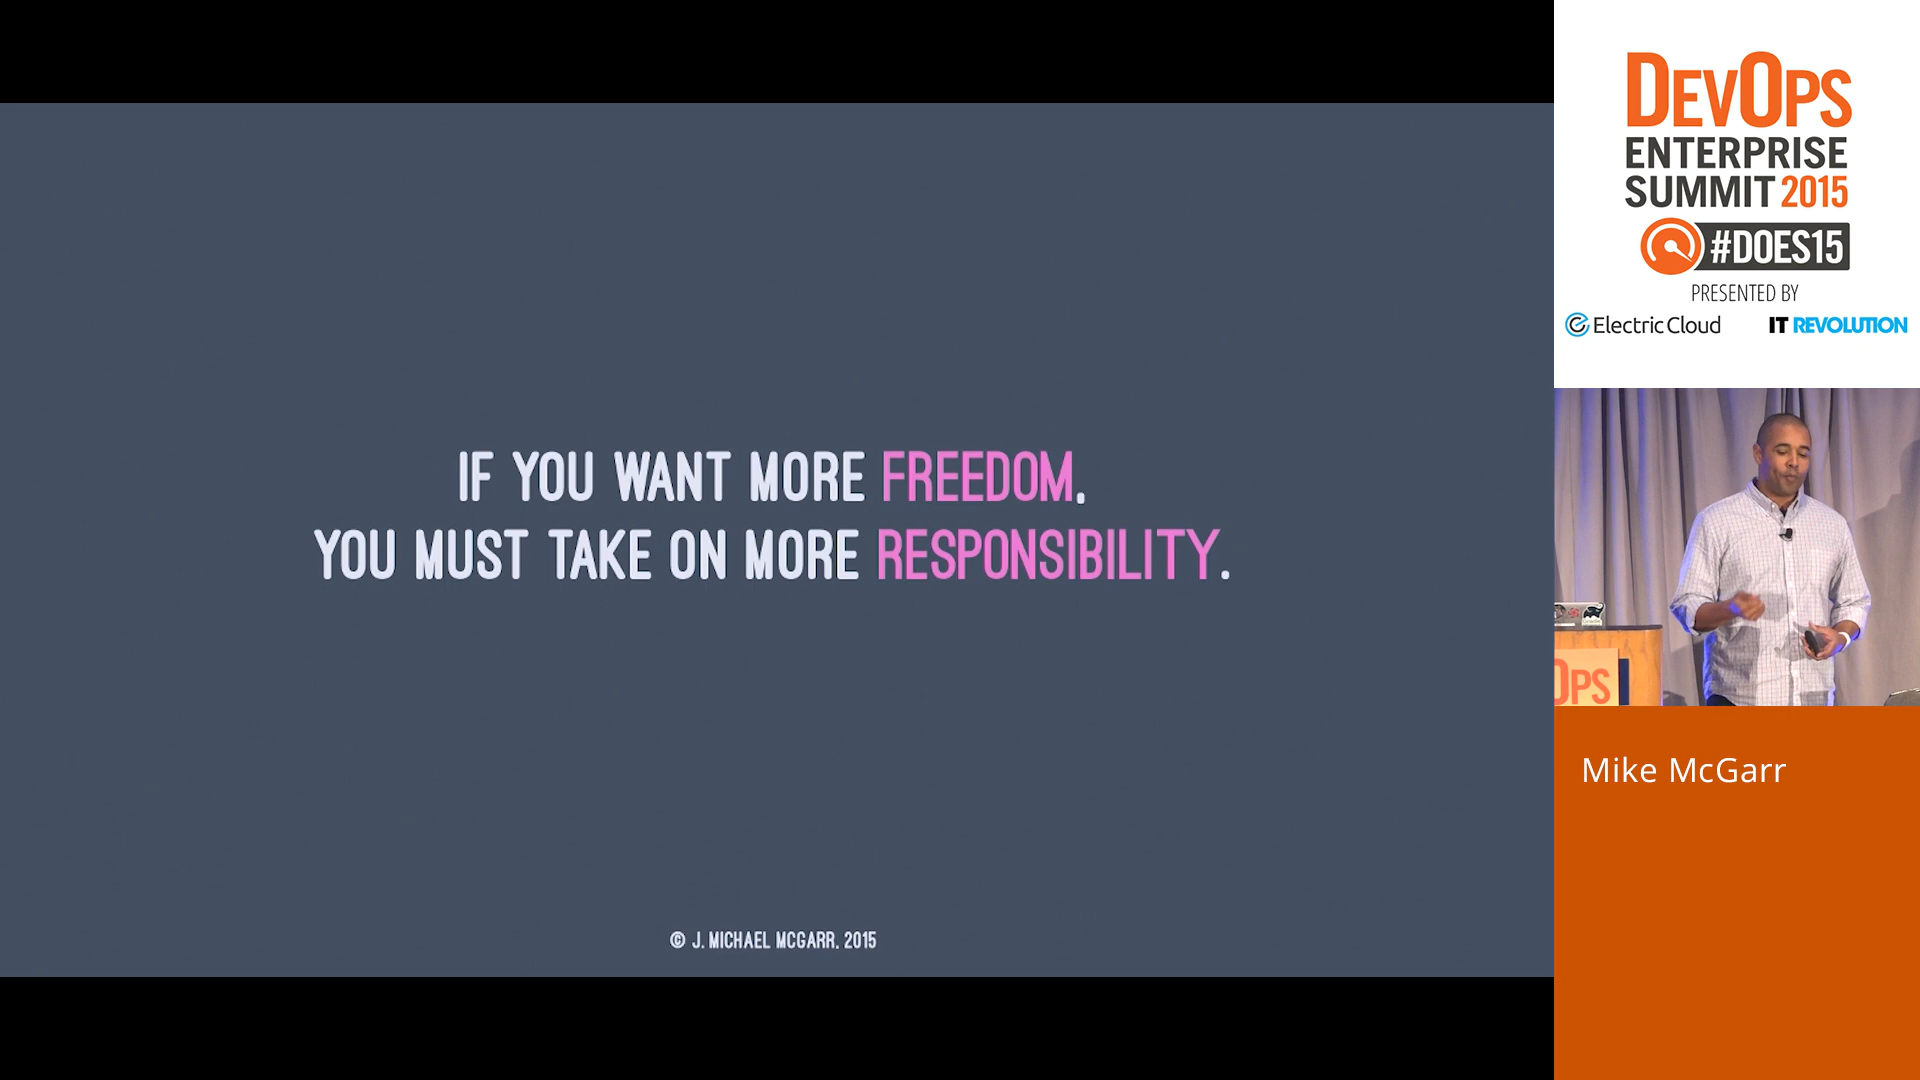 IF YOU WANT MORE FREEDOM,
YOU MUST TAKE ON MORE RESPONSIBILITY.
© J. MICHAEL MCGARR, 2015
DEVOPS
ENTERPRISE
SUMMIT 2015
#DOES15
PRESENTED BY
Electric Cloud
IT REVOLUTION
OPS
Mike McGarr